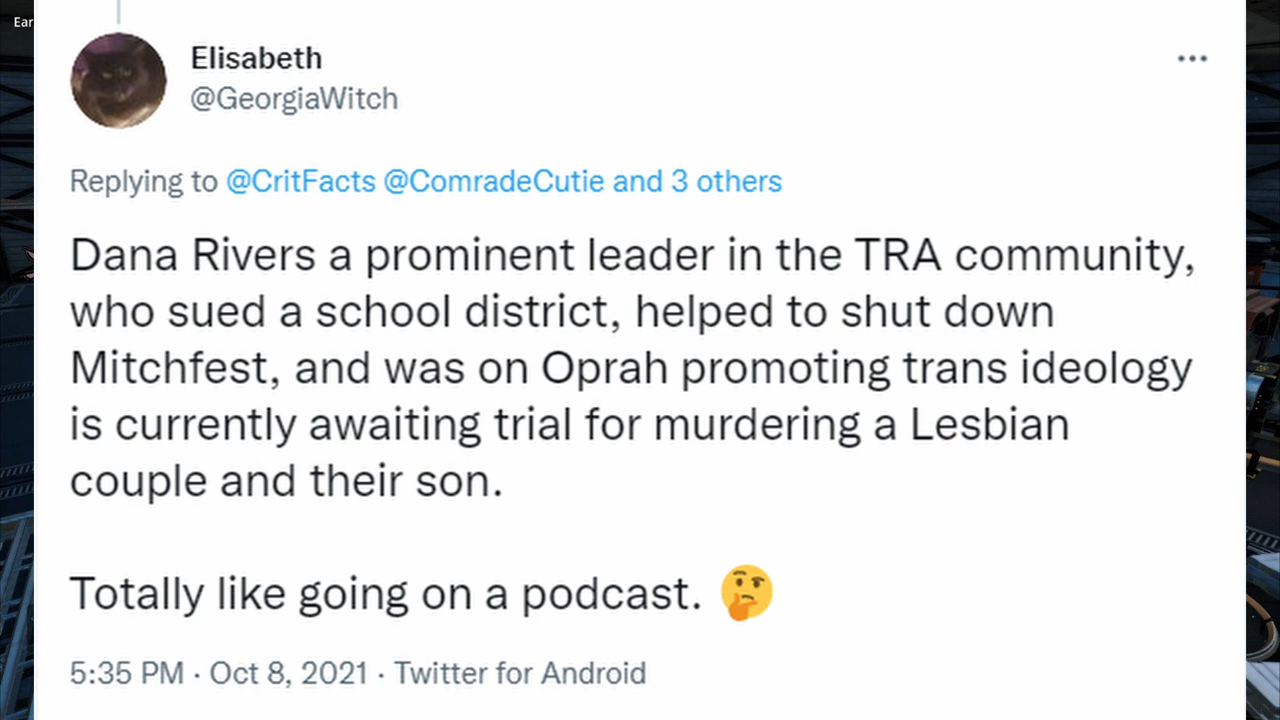 Ear
Elisabeth
@GeorgiaWitch
Replying to @CritFacts @ComradeCutie and 3 others
Dana Rivers a prominent leader in the TRA community,
who sued a school district, helped to shut down
Mitchfest, and was on Oprah promoting trans ideology
is currently awaiting trial for murdering a Lesbian
couple and their son.
Totally like going on a podcast. 🤔
5:35 PM · Oct 8, 2021 · Twitter for Android